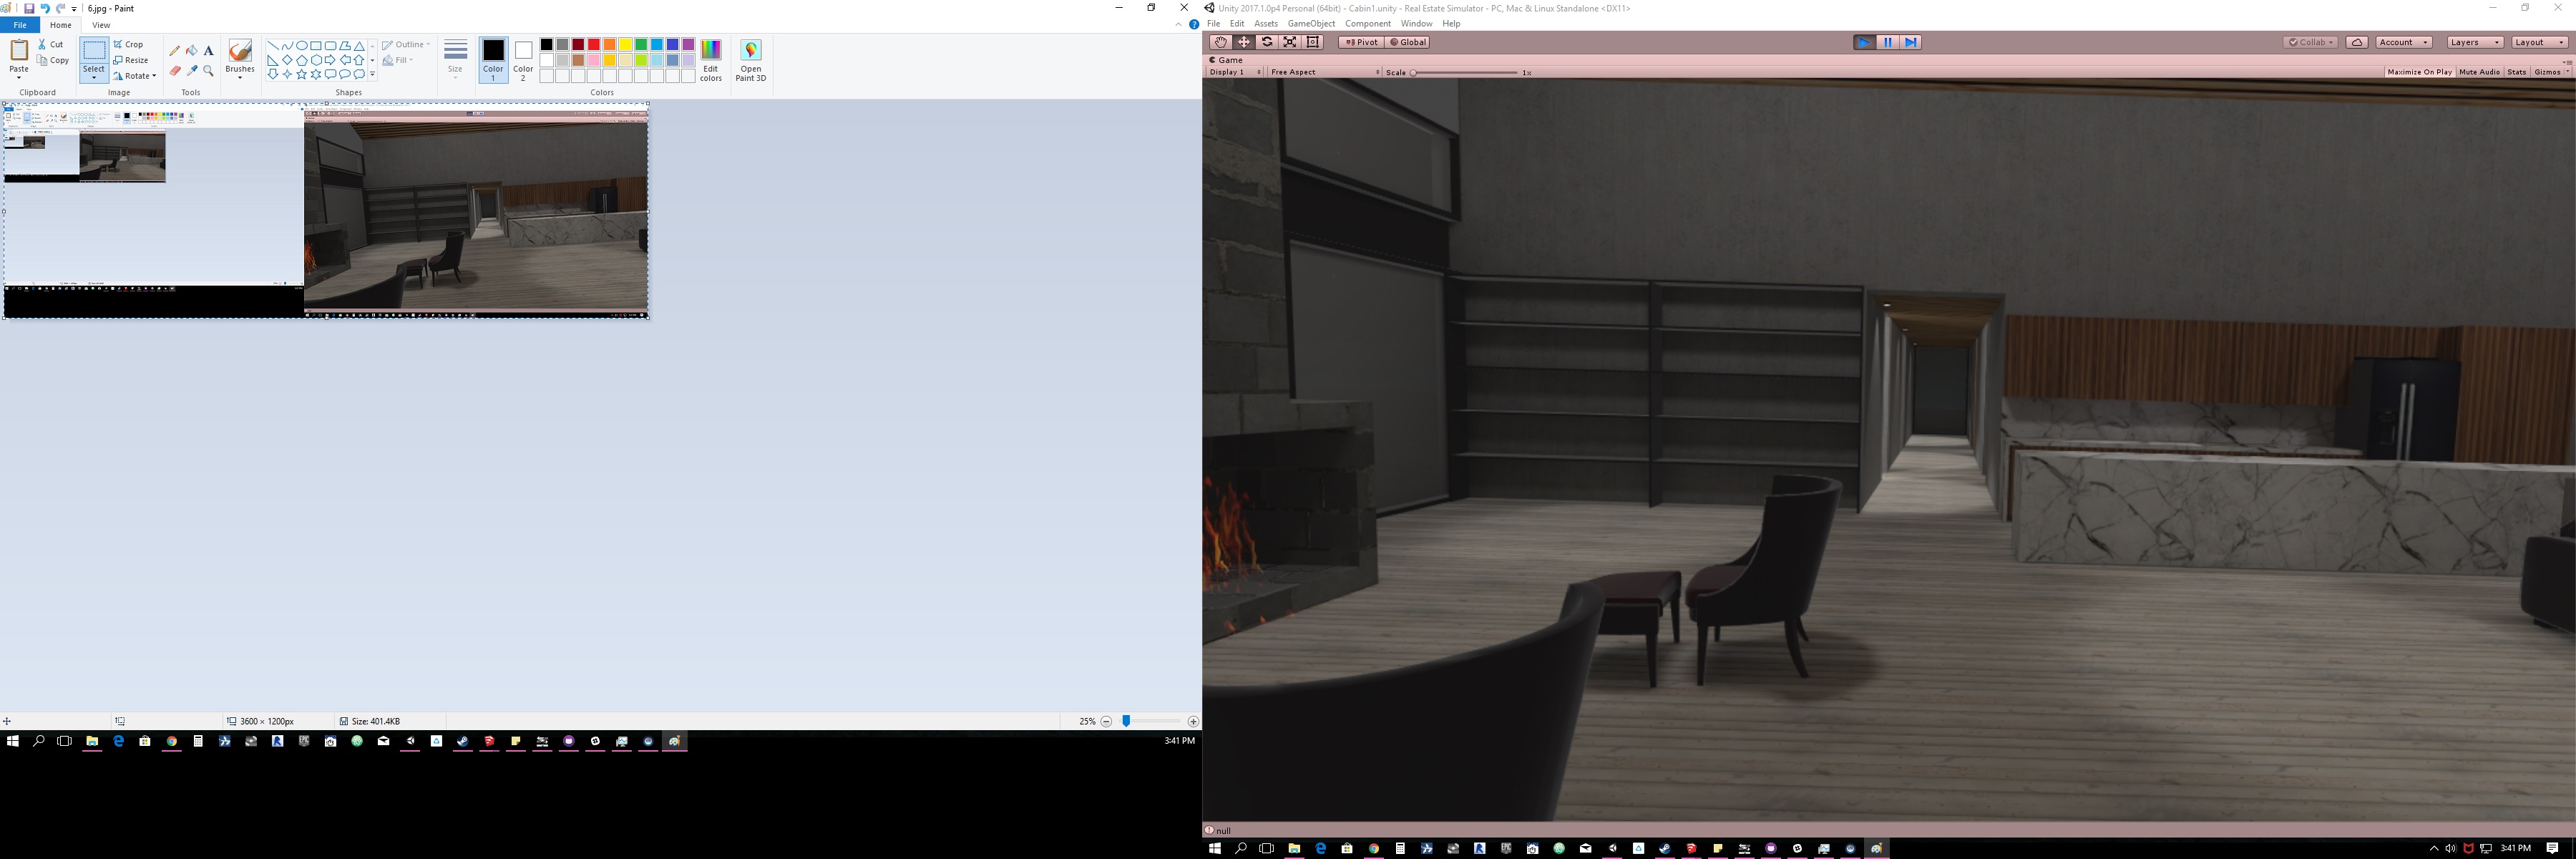 6.jpg - Paint
File Home View
Paste
Cut
Copy
Clipboard
Select
Crop
Resize
Rotate
Image
A
Tools
Brushes
Outline
Fill
Shapes
Size
Color 1
Color 2
Edit colors
Colors
Open Paint 3D
3600 × 1200px
Size: 401.4KB
25%
3:41 PM
Unity 2017.1.0p4 Personal (64bit) - Cabin1.unity - Real Estate Simulator - PC, Mac & Linux Standalone <DX11>
File Edit Assets GameObject Component Window Help
Pivot Global
Collab Account Layers Layout
Game
Display 1 Free Aspect Scale 1x
Maximize On Play Mute Audio Stats Gizmos
null
3:41 PM